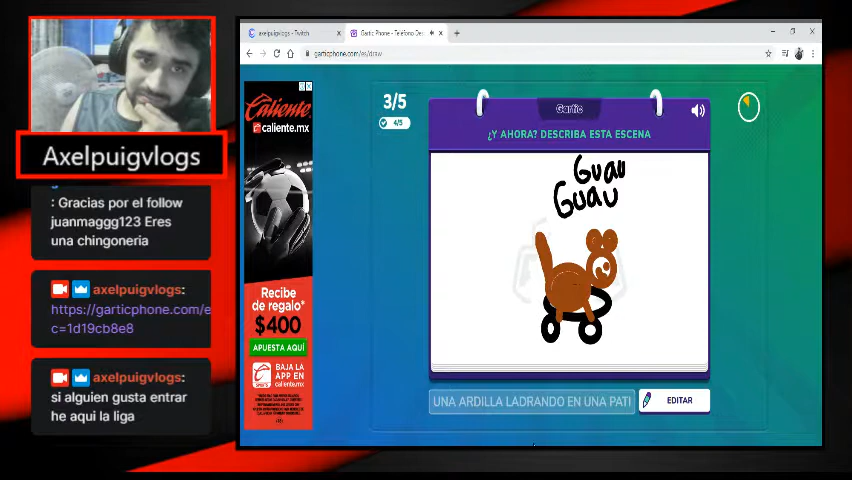 axelpuigvlogs - Twitch
Gartic Phone - Teléfono Des
garticphone.com/es/draw
Axelpuigvlogs
: Gracias por el follow
juanmaggg123 Eres
una chingoneria
axelpuigvlogs:
https://garticphone.com/e
c=1d19cb8e8
axelpuigvlogs:
si alguien gusta entrar
he aqui la liga
Caliente
caliente.mx
Recibe
de regalo*
$400
APUESTA AQUÍ
BAJA LA
APP EN
caliente.mx
3/5
4/5
Gartic
¿Y AHORA? DESCRIBA ESTA ESCENA
Guau
Guau
UNA ARDILLA LADRANDO EN UNA PATI
EDITAR